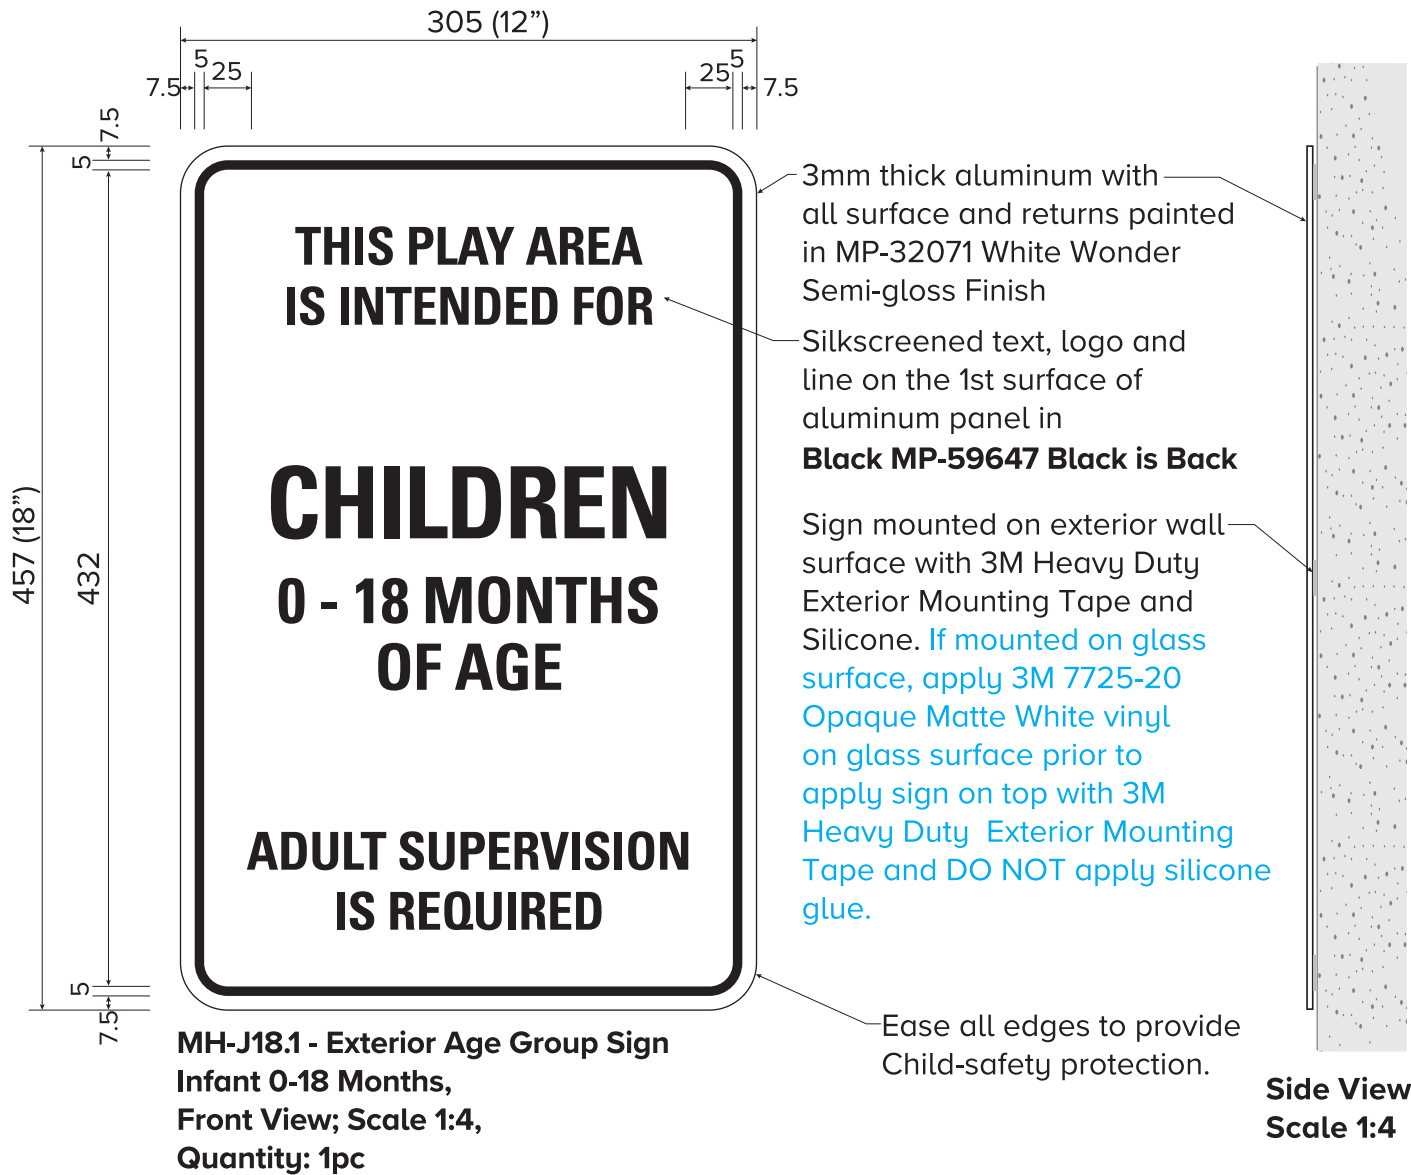 305 (12”)
5
25
7.5
25
5
7.5
7.5
5
457 (18”)
432
5
7.5
THIS PLAY AREA
IS INTENDED FOR
CHILDREN
0 - 18 MONTHS
OF AGE
ADULT SUPERVISION
IS REQUIRED
3mm thick aluminum with
all surface and returns painted
in MP-32071 White Wonder
Semi-gloss Finish
Silkscreened text, logo and
line on the 1st surface of
aluminum panel in
Black MP-59647 Black is Back
Sign mounted on exterior wall
surface with 3M Heavy Duty
Exterior Mounting Tape and
Silicone. If mounted on glass
surface, apply 3M 7725-20
Opaque Matte White vinyl
on glass surface prior to
apply sign on top with 3M
Heavy Duty  Exterior Mounting
Tape and DO NOT apply silicone
glue.
Ease all edges to provide
Child-safety protection.
MH-J18.1 - Exterior Age Group Sign
Infant 0-18 Months,
Front View; Scale 1:4,
Quantity: 1pc
Side View
Scale 1:4